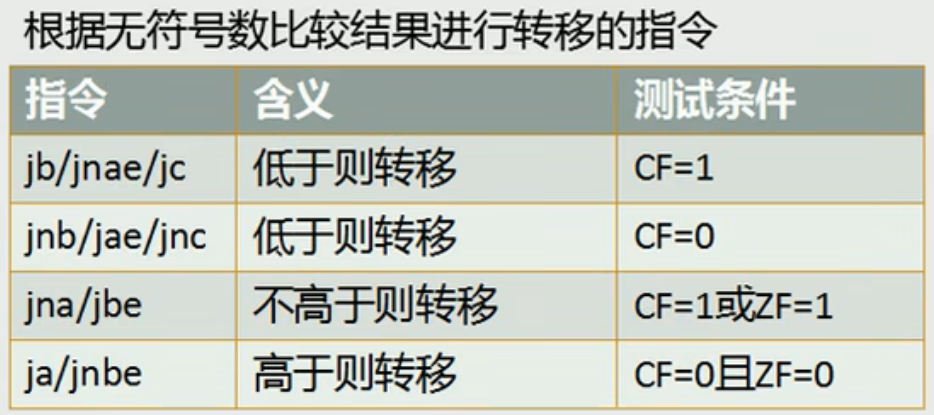 根据无符号数比较结果进行转移的指令
指令 含义 测试条件
jb/jnae/jc 低于则转移 CF=1
jnb/jae/jnc 低于则转移 CF=0
jna/jbe 不高于则转移 CF=1或ZF=1
ja/jnbe 高于则转移 CF=0且ZF=0